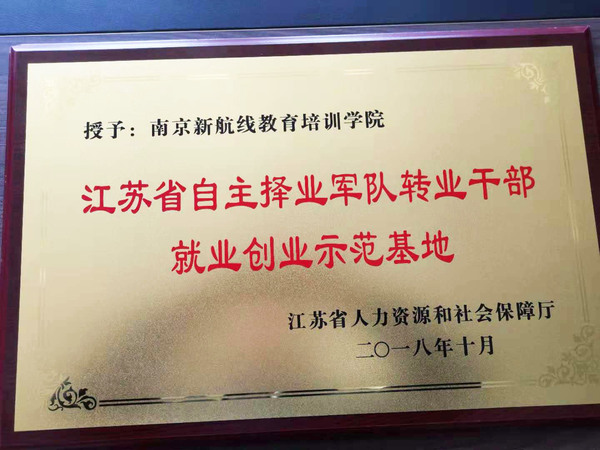 授予：南京新航线教育培训学院
江苏省自主择业军队转业干部
就业创业示范基地
江苏省人力资源和社会保障厅
二〇一八年十月